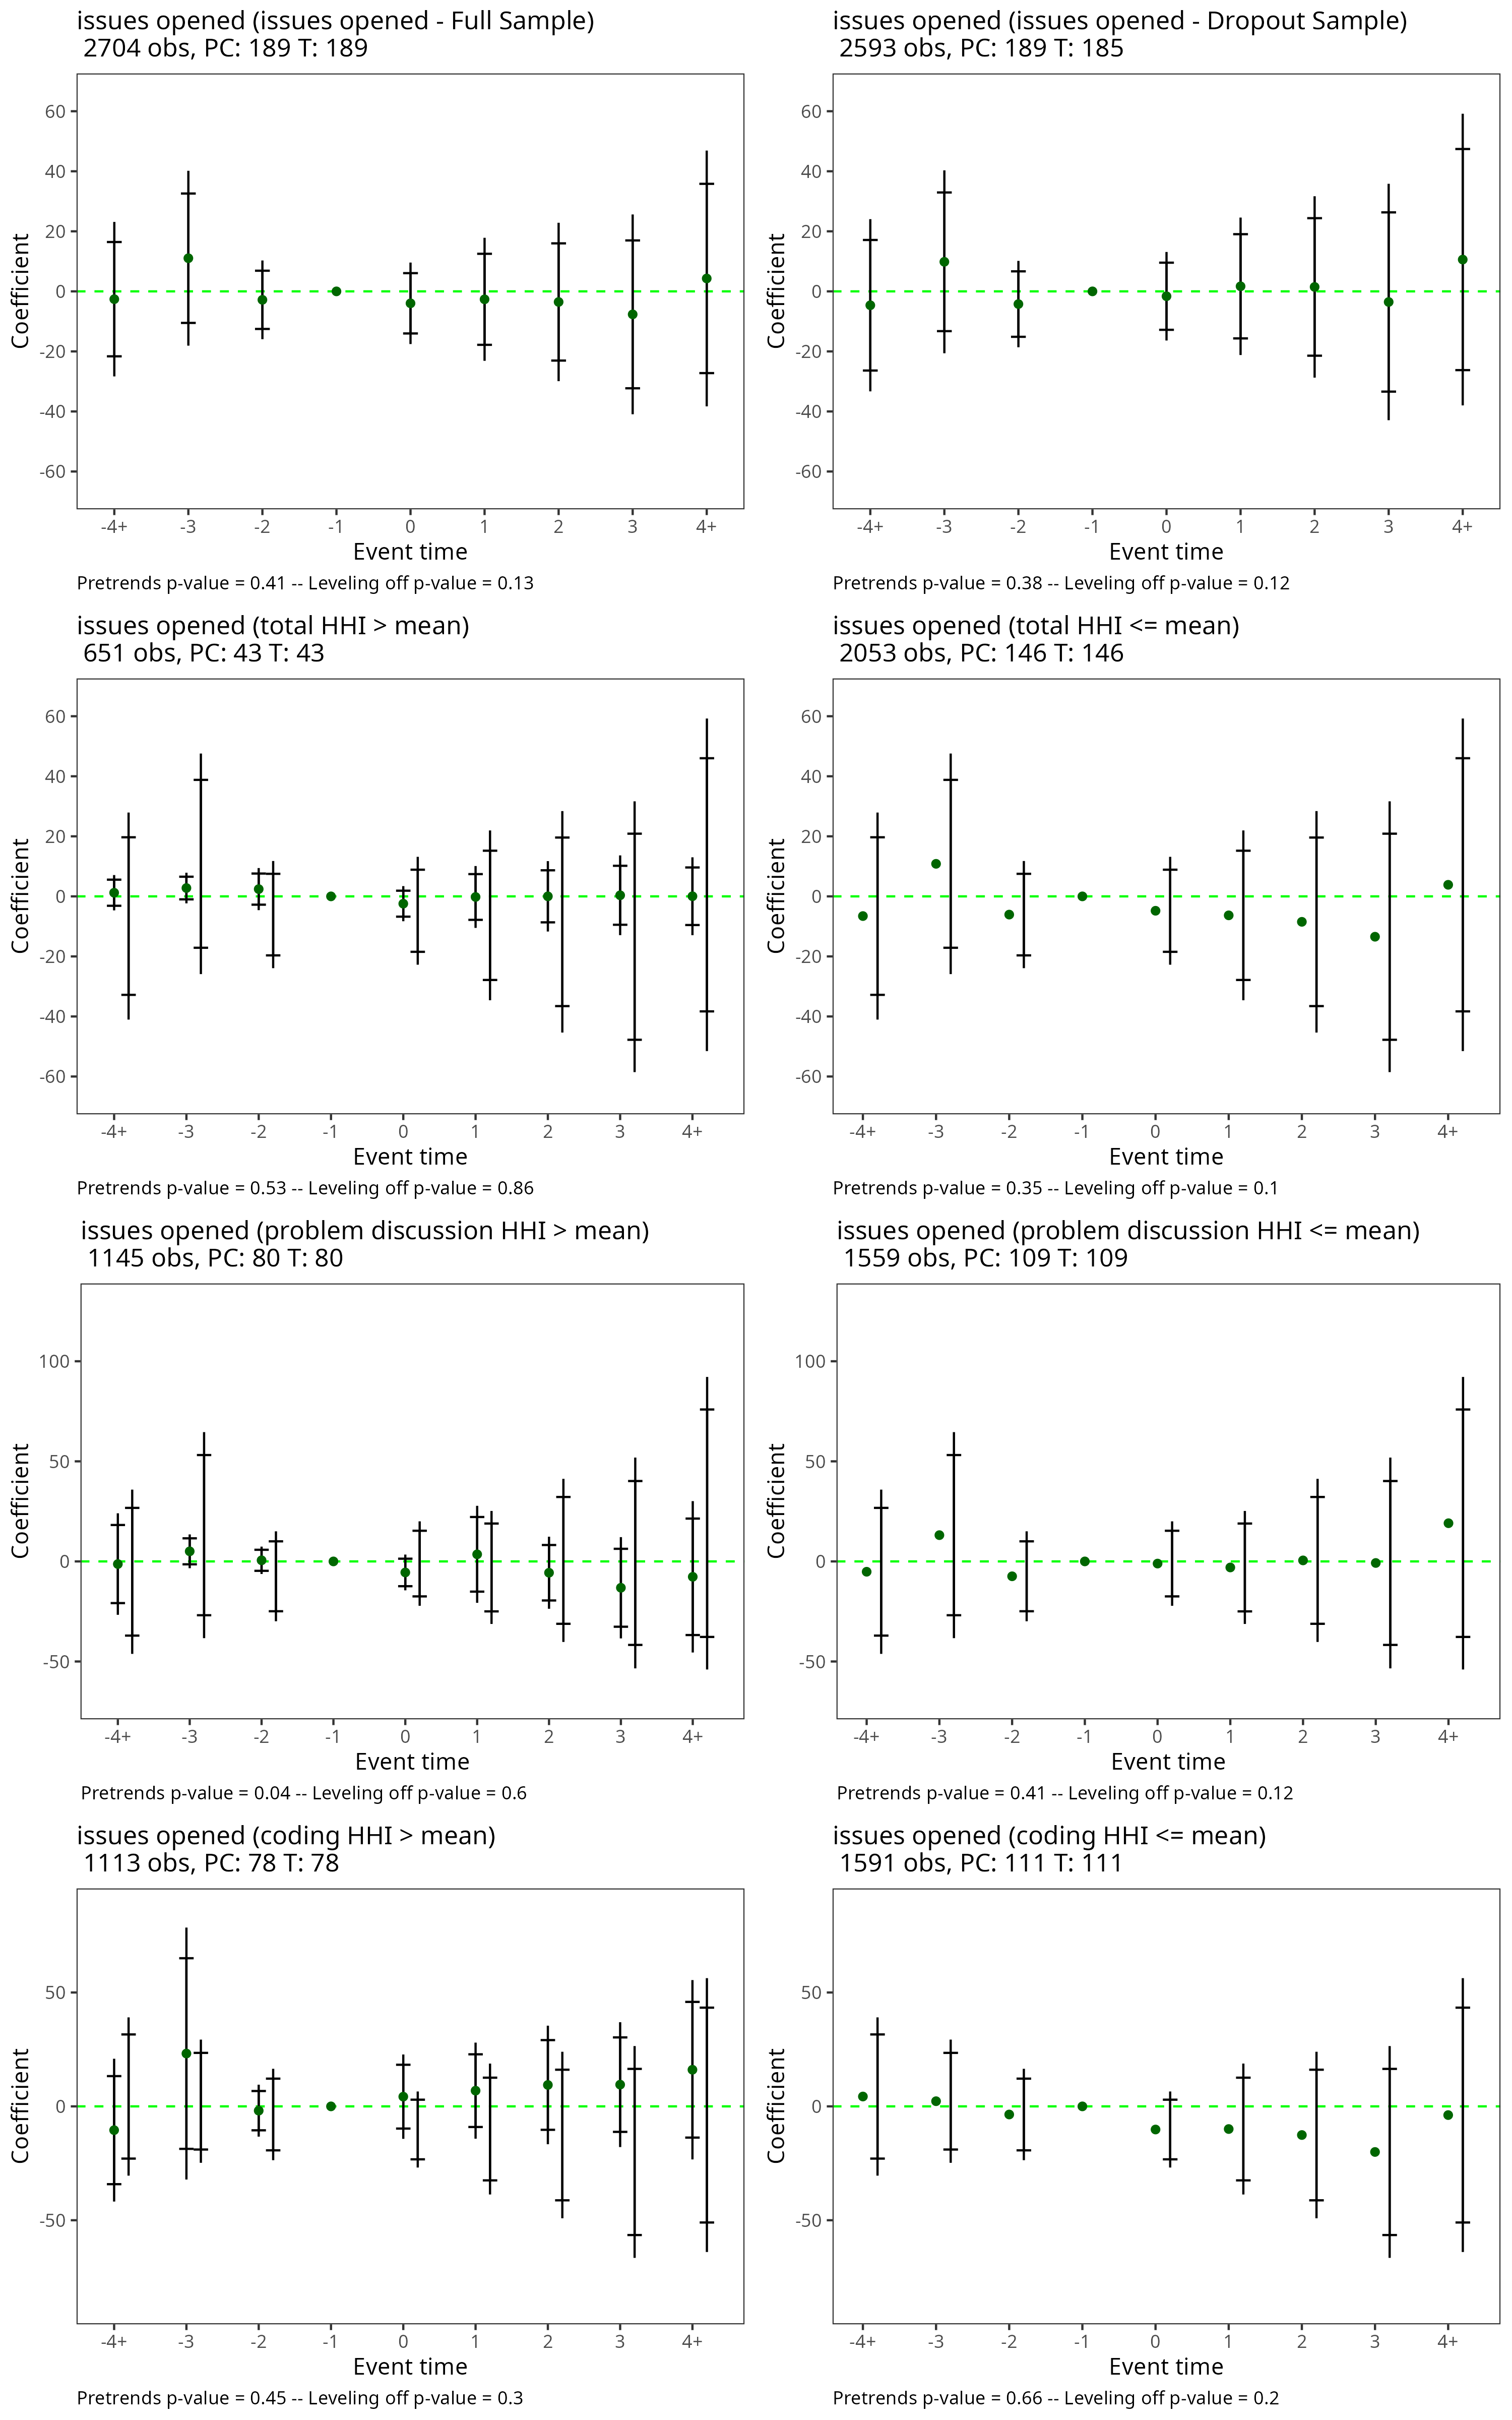 issues opened (issues opened - Full Sample)
2704 obs, PC: 189 T: 189
60
40
20
0
-20
-40
-60
Coefficient
-4+ -3 -2 -1 0 1 2 3 4+
Event time
Pretrends p-value = 0.41 -- Leveling off p-value = 0.13
issues opened (issues opened - Dropout Sample)
2593 obs, PC: 189 T: 185
60
40
20
0
-20
-40
-60
Coefficient
-4+ -3 -2 -1 0 1 2 3 4+
Event time
Pretrends p-value = 0.38 -- Leveling off p-value = 0.12
issues opened (total HHI > mean)
651 obs, PC: 43 T: 43
60
40
20
0
-20
-40
-60
Coefficient
-4+ -3 -2 -1 0 1 2 3 4+
Event time
Pretrends p-value = 0.53 -- Leveling off p-value = 0.86
issues opened (total HHI <= mean)
2053 obs, PC: 146 T: 146
60
40
20
0
-20
-40
-60
Coefficient
-4+ -3 -2 -1 0 1 2 3 4+
Event time
Pretrends p-value = 0.35 -- Leveling off p-value = 0.1
issues opened (problem discussion HHI > mean)
1145 obs, PC: 80 T: 80
100
50
0
-50
Coefficient
-4+ -3 -2 -1 0 1 2 3 4+
Event time
Pretrends p-value = 0.04 -- Leveling off p-value = 0.6
issues opened (problem discussion HHI <= mean)
1559 obs, PC: 109 T: 109
100
50
0
-50
Coefficient
-4+ -3 -2 -1 0 1 2 3 4+
Event time
Pretrends p-value = 0.41 -- Leveling off p-value = 0.12
issues opened (coding HHI > mean)
1113 obs, PC: 78 T: 78
50
0
-50
Coefficient
-4+ -3 -2 -1 0 1 2 3 4+
Event time
Pretrends p-value = 0.45 -- Leveling off p-value = 0.3
issues opened (coding HHI <= mean)
1591 obs, PC: 111 T: 111
50
0
-50
Coefficient
-4+ -3 -2 -1 0 1 2 3 4+
Event time
Pretrends p-value = 0.66 -- Leveling off p-value = 0.2